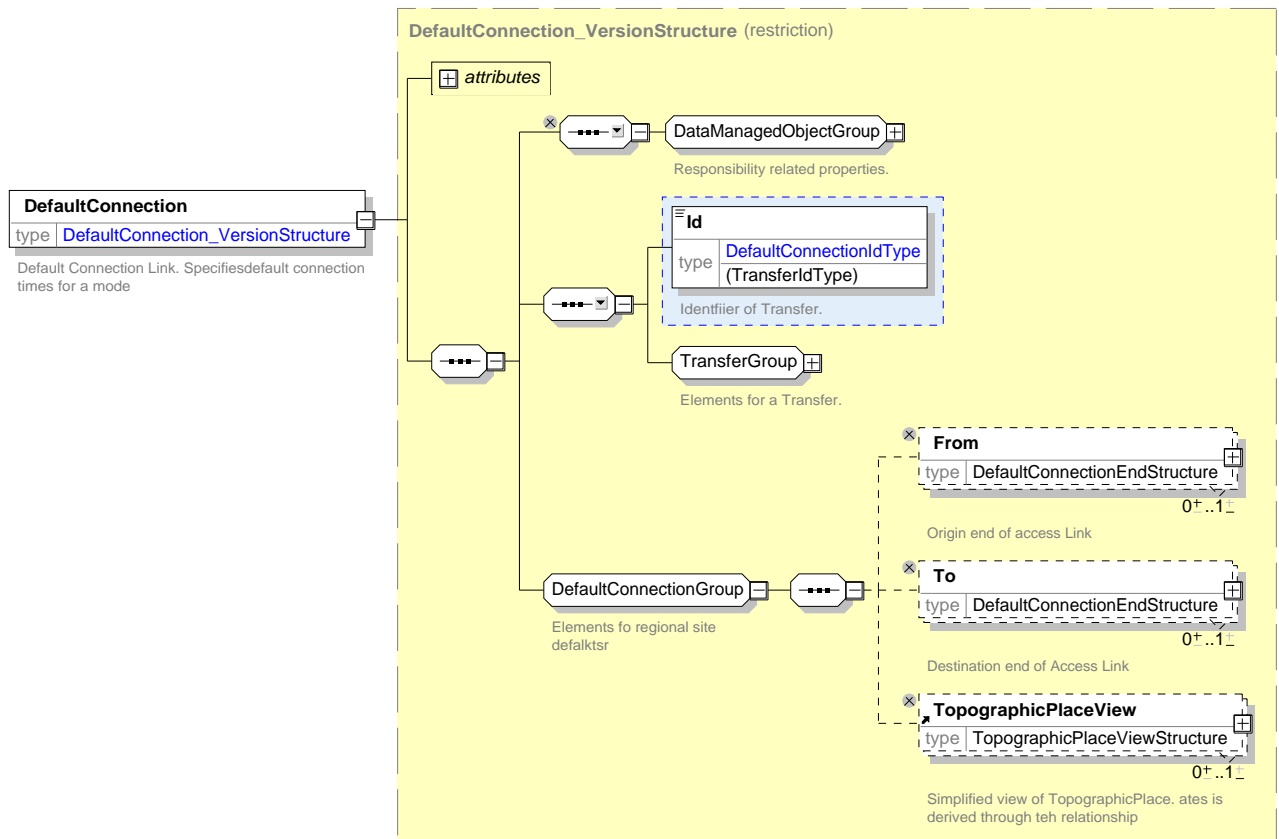 DefaultConnection_VersionStructure (restriction)
attributes
DataManagedObjectGroup
Responsibility related properties.
DefaultConnection
type DefaultConnection_VersionStructure
Default Connection Link. Specifiesdefault connection
times for a mode
Id
type DefaultConnectionIdType
(TransferIdType)
Identfiier of Transfer.
TransferGroup
Elements for a Transfer.
From
type DefaultConnectionEndStructure
0±..1±
Origin end of access Link
DefaultConnectionGroup
Elements fo regional site
defalktsr
To
type DefaultConnectionEndStructure
0±..1±
Destination end of Access Link
TopographicPlaceView
type TopographicPlaceViewStructure
0±..1±
Simplified view of TopographicPlace. ates is
derived through teh relationship